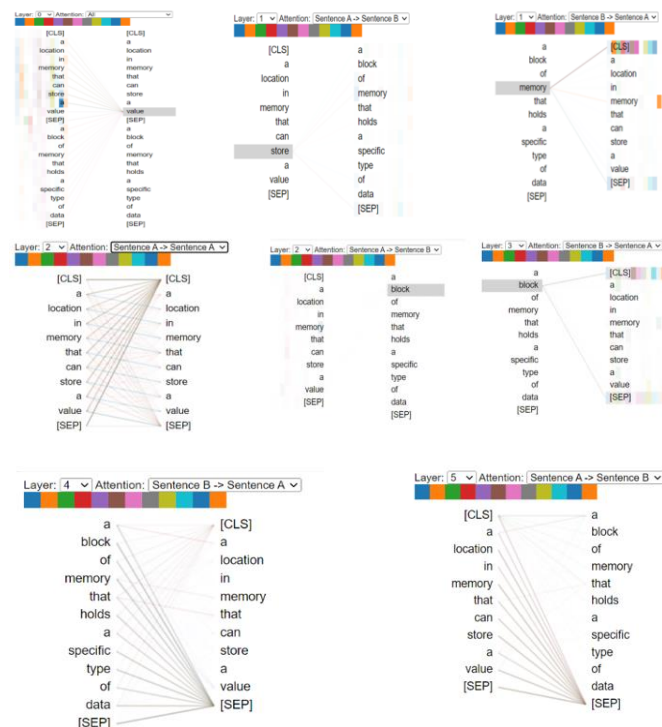 Layer: 0 Attention: All
[CLS] [CLS]
a a
location location
in in
memory memory
that that
can can
store store
a a
value value
[SEP] [SEP]
a a
block block
of of
memory memory
that that
holds holds
a a
specific specific
type type
of of
data data
[SEP] [SEP]
Layer: 1 Attention: Sentence A -> Sentence B
[CLS] a
a block
location of
in memory
memory that
that holds
can a
store specific
a type
value of
[SEP] data
[SEP]
Layer: 1 Attention: Sentence B -> Sentence A
a [CLS]
block a
of location
memory in
that memory
holds that
a can
specific store
type a
of value
data [SEP]
[SEP]
Layer: 2 Attention: Sentence A -> Sentence A
[CLS] [CLS]
a a
location location
in in
memory memory
that that
can can
store store
a a
value value
[SEP] [SEP]
Layer: 2 Attention: Sentence A -> Sentence B
[CLS] a
a block
location of
in memory
memory that
that holds
can a
store specific
a type
value of
[SEP] data
[SEP]
Layer: 3 Attention: Sentence B -> Sentence A
a [CLS]
block a
of location
memory in
that memory
holds that
a can
specific store
type a
of value
data [SEP]
[SEP]
Layer: 4 Attention: Sentence B -> Sentence A
a [CLS]
block a
of location
memory in
that memory
holds that
a can
specific store
type a
of value
data [SEP]
[SEP]
Layer: 5 Attention: Sentence A -> Sentence B
[CLS] a
a block
location of
in memory
memory that
that holds
can a
store specific
a type
value of
[SEP] data
[SEP]